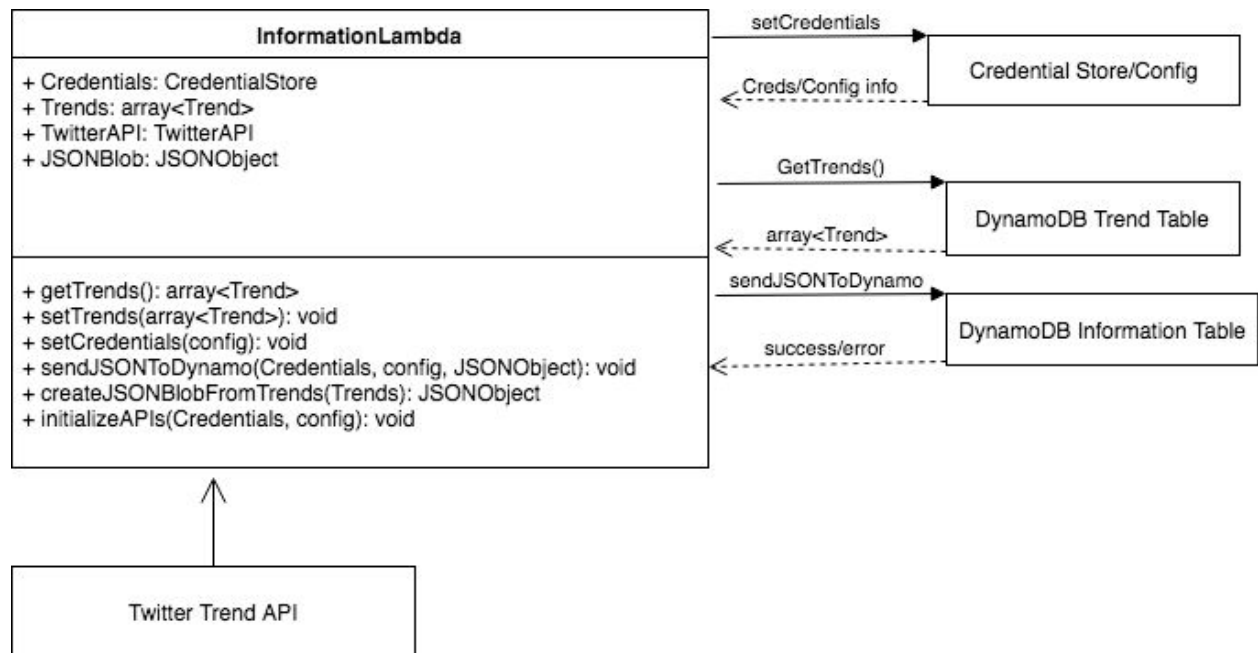 InformationLambda
+ Credentials: CredentialStore
+ Trends: array<Trend>
+ TwitterAPI: TwitterAPI
+ JSONBlob: JSONObject
+ getTrends(): array<Trend>
+ setTrends(array<Trend>): void
+ setCredentials(config): void
+ sendJSONToDynamo(Credentials, config, JSONObject): void
+ createJSONBlobFromTrends(Trends): JSONObject
+ initializeAPIs(Credentials, config): void
setCredentials
Credential Store/Config
Creds/Config info
GetTrends()
DynamoDB Trend Table
array<Trend>
sendJSONToDynamo
DynamoDB Information Table
success/error
Twitter Trend API